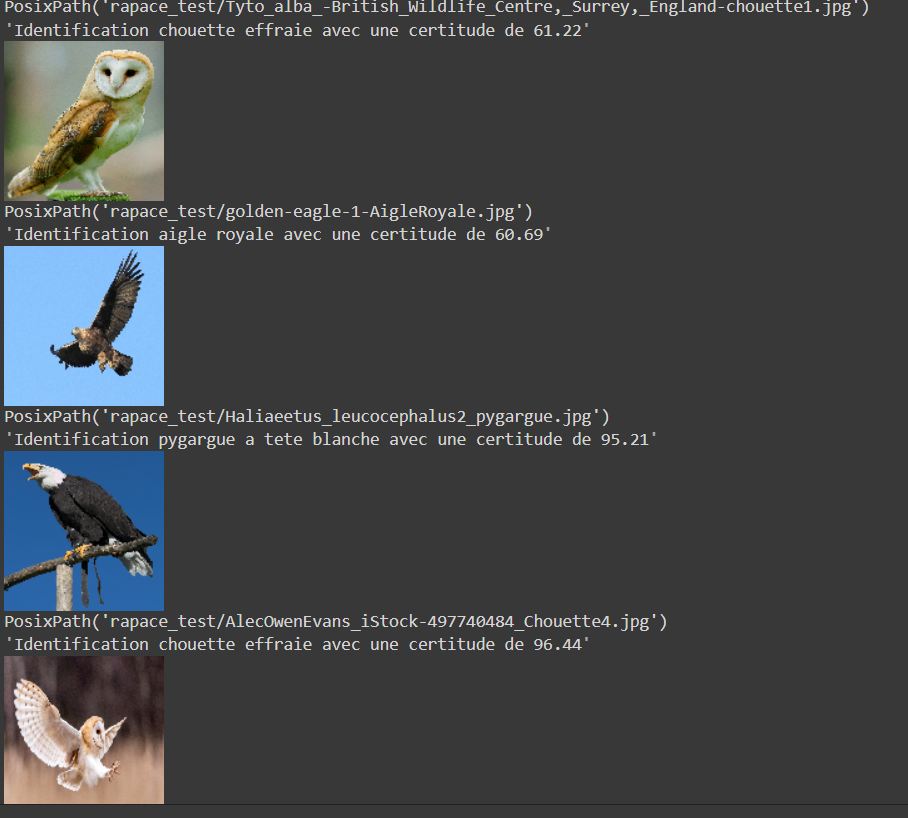 PosixPath('rapace_test/Tyto_alba_-British_Wildlife_Centre,_Surrey,_England-chouette1.jpg')
'Identification chouette effraie avec une certitude de 61.22'
PosixPath('rapace_test/golden-eagle-1-AigleRoyale.jpg')
'Identification aigle royale avec une certitude de 60.69'
PosixPath('rapace_test/Haliaeetus_leucocephalus2_pygargue.jpg')
'Identification pygargue a tete blanche avec une certitude de 95.21'
PosixPath('rapace_test/AlecOwenEvans_iStock-497740484_Chouette4.jpg')
'Identification chouette effraie avec une certitude de 96.44'